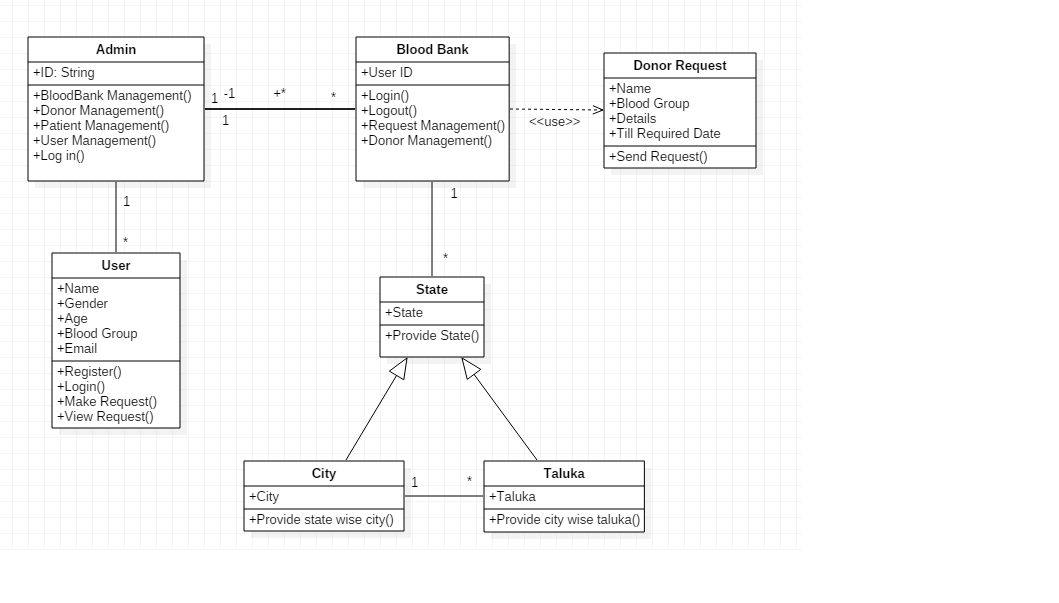 Admin
+ID: String
+BloodBank Management()
+Donor Management()
+Patient Management()
+User Management()
+Log in()
1
-1
+*
*
1
Blood Bank
+User ID
+Login()
+Logout()
+Request Management()
+Donor Management()
<<use>>
Donor Request
+Name
+Blood Group
+Details
+Till Required Date
+Send Request()
1
*
User
+Name
+Gender
+Age
+Blood Group
+Email
+Register()
+Login()
+Make Request()
+View Request()
1
*
State
+State
+Provide State()
City
+City
+Provide state wise city()
1
*
Taluka
+Taluka
+Provide city wise taluka()